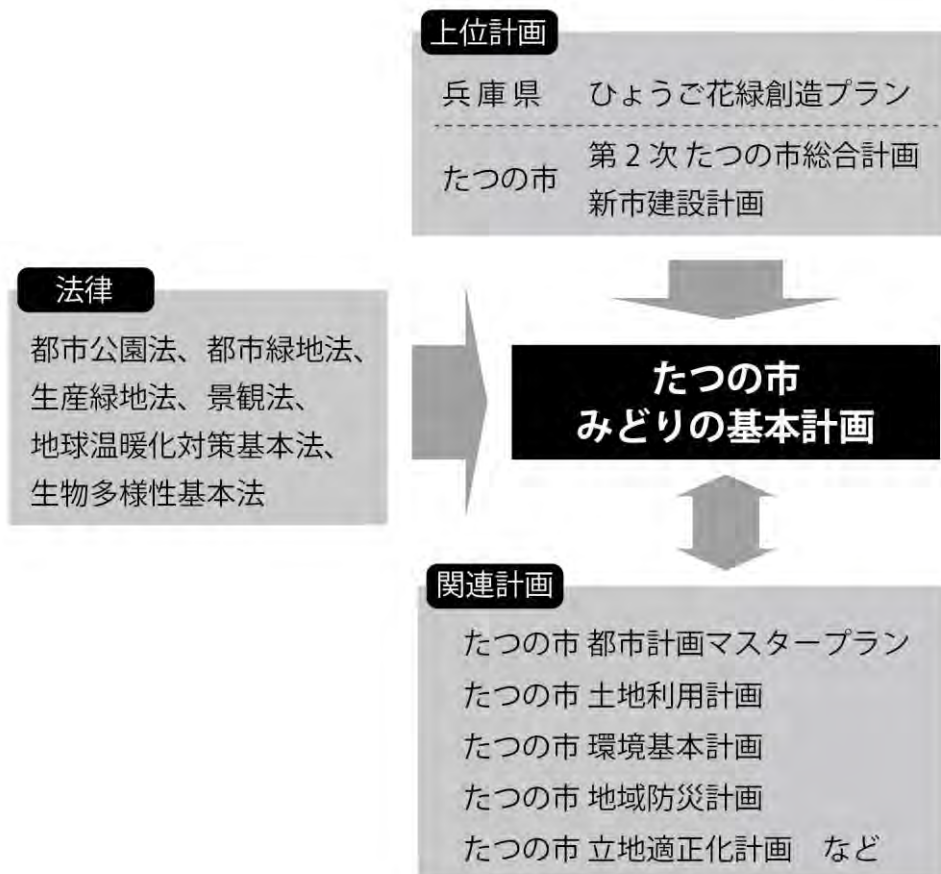 上位計画
兵庫県 ひょうご花緑創造プラン
たつの市 第2次 たつの市総合計画
新市建設計画
法律
都市公園法、都市緑地法、
生産緑地法、景観法、
地球温暖化対策基本法、
生物多様性基本法
たつの市
みどりの基本計画
関連計画
たつの市 都市計画マスタープラン
たつの市 土地利用計画
たつの市 環境基本計画
たつの市 地域防災計画
たつの市 立地適正化計画 など